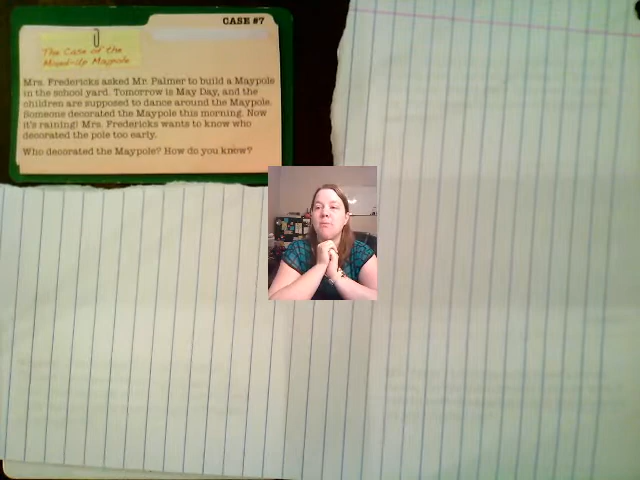 CASE #7
The Case of the
Mixed-Up Maypole
Mrs. Fredericks asked Mr. Palmer to build a Maypole
in the school yard. Tomorrow is May Day, and the
children are supposed to dance around the Maypole.
Someone decorated the Maypole this morning. Now
it's raining! Mrs. Fredericks wants to know who
decorated the pole too early.
Who decorated the Maypole? How do you know?